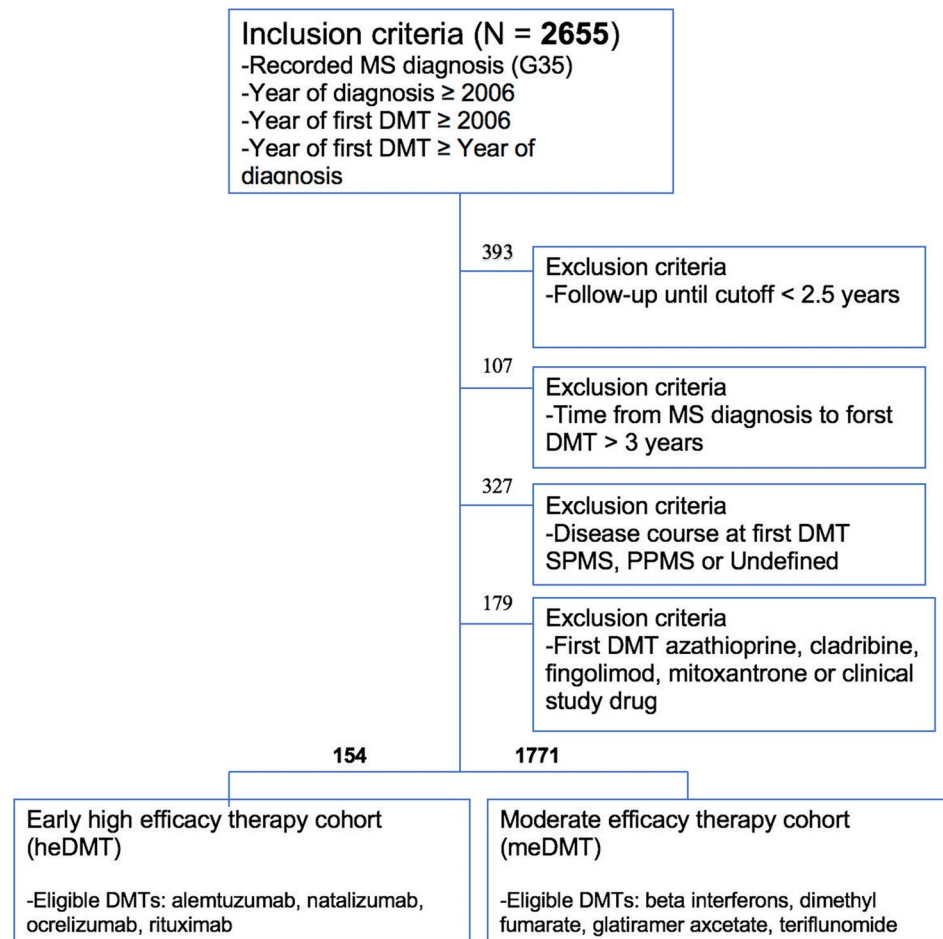 Inclusion criteria (N = 2655)
-Recorded MS diagnosis (G35)
-Year of diagnosis ≥ 2006
-Year of first DMT ≥ 2006
-Year of first DMT ≥ Year of
diagnosis
393
Exclusion criteria
-Follow-up until cutoff < 2.5 years
107
Exclusion criteria
-Time from MS diagnosis to forst
DMT > 3 years
327
Exclusion criteria
-Disease course at first DMT
SPMS, PPMS or Undefined
179
Exclusion criteria
-First DMT azathioprine, cladribine,
fingolimod, mitoxantrone or clinical
study drug
154
1771
Early high efficacy therapy cohort
(heDMT)
-Eligible DMTs: alemtuzumab, natalizumab,
ocrelizumab, rituximab
Moderate efficacy therapy cohort
(meDMT)
-Eligible DMTs: beta interferons, dimethyl
fumarate, glatiramer axcetate, teriflunomide